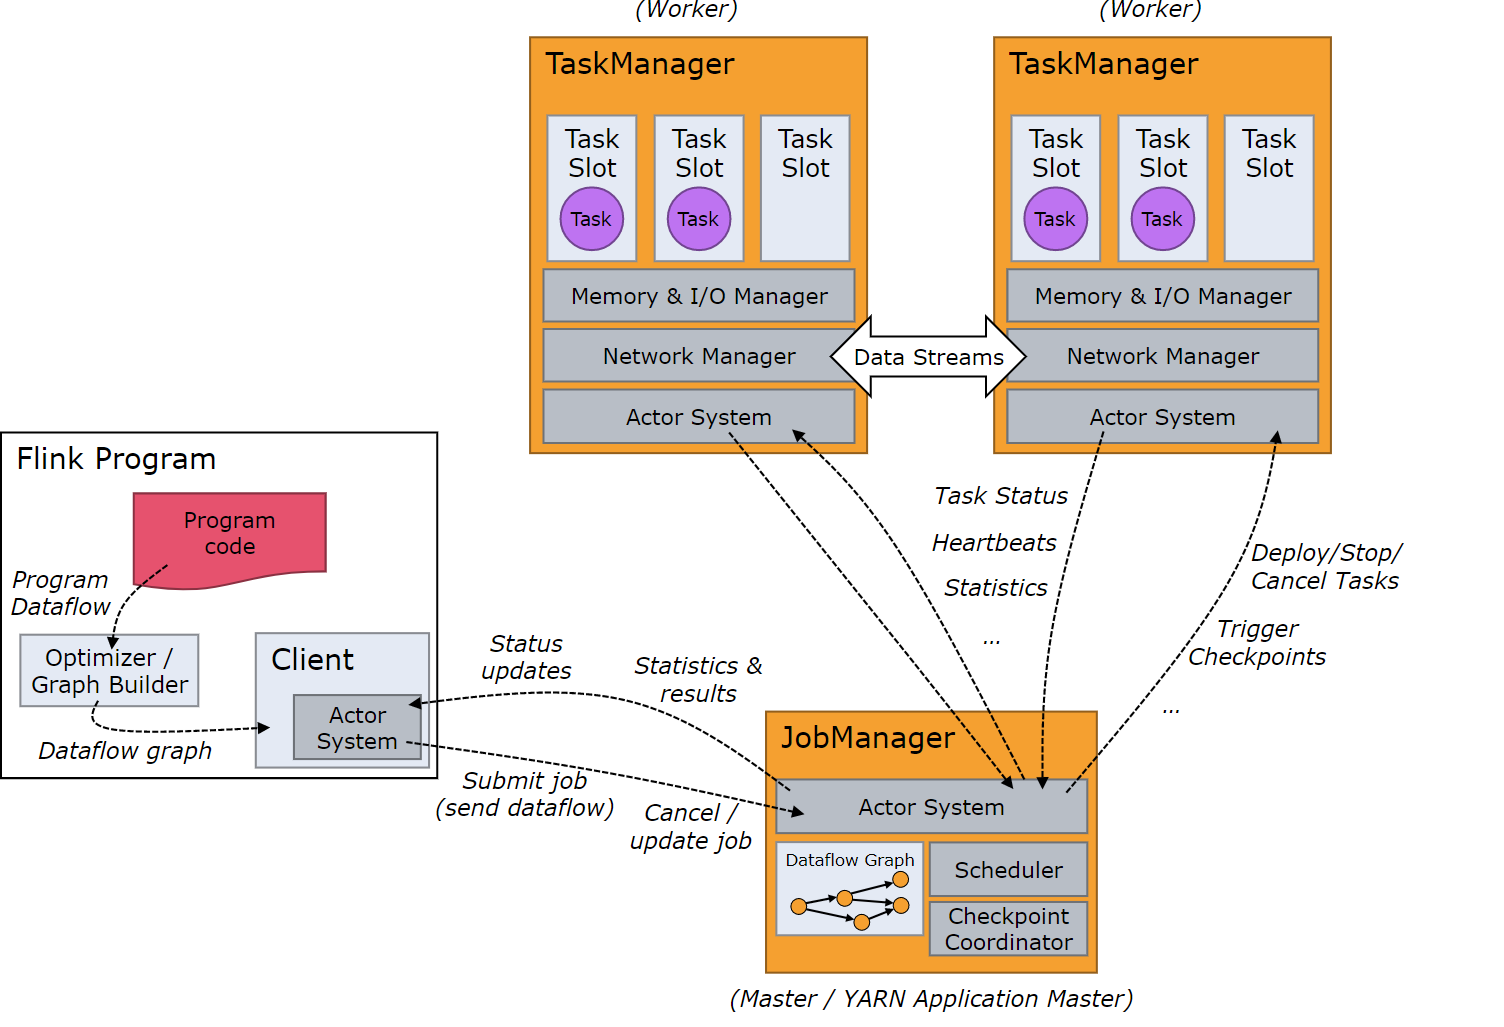 (Worker)
(Worker)
TaskManager
Task
Slot
Task
Task
Slot
Task
Task
Slot
Memory & I/O Manager
Network Manager
Actor System
TaskManager
Task
Slot
Task
Task
Slot
Task
Task
Slot
Memory & I/O Manager
Network Manager
Actor System
Data Streams
Flink Program
Program
code
Program
Dataflow
Optimizer /
Graph Builder
Dataflow graph
Client
Actor
System
Status
updates
Statistics &
results
Submit job
(send dataflow)
Cancel /
update job
Task Status
Heartbeats
Statistics
...
Deploy/Stop/
Cancel Tasks
Trigger
Checkpoints
...
JobManager
Actor System
Dataflow Graph
Scheduler
Checkpoint
Coordinator
(Master / YARN Application Master)